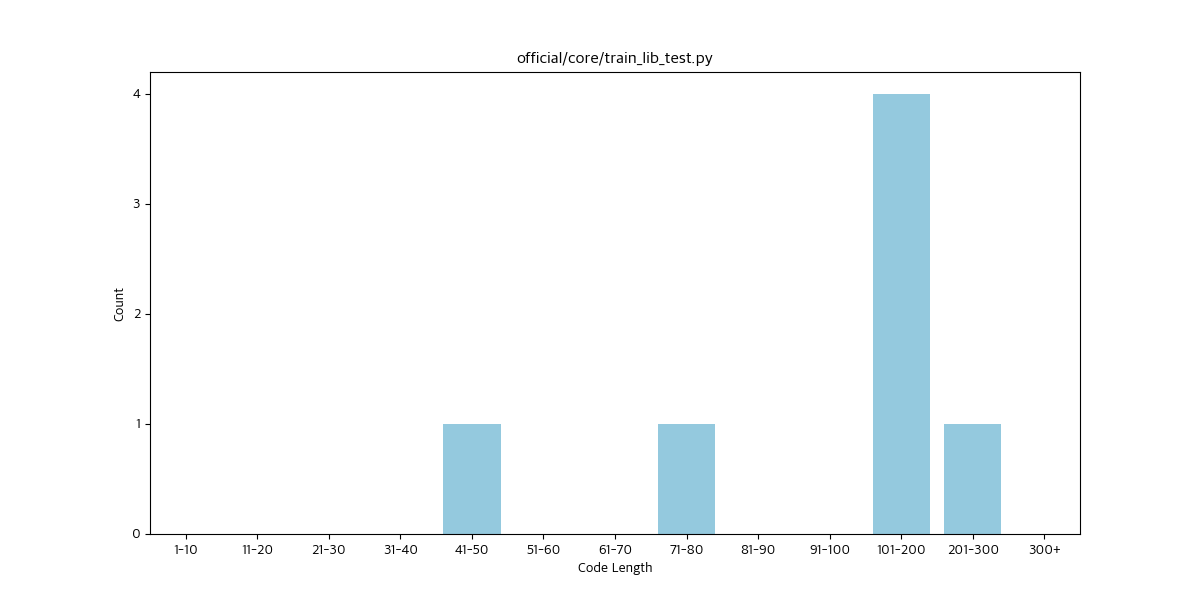 official/core/train_lib_test.py
4
3
2
1
0
Count
1-10 11-20 21-30 31-40 41-50 51-60 61-70 71-80 81-90 91-100 101-200 201-300 300+
Code Length